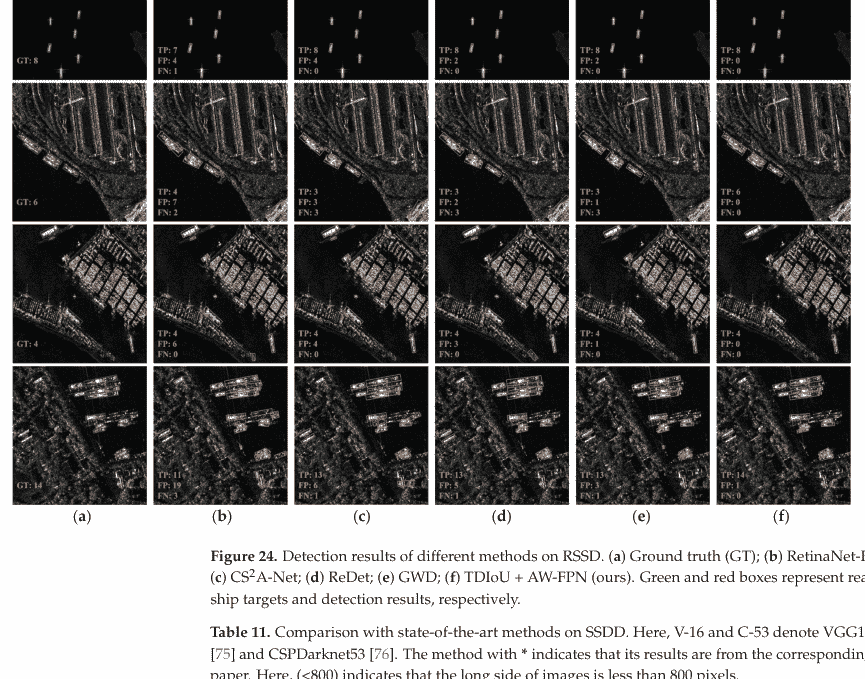 GT: 8
TP: 7
FP: 4
FN: 1
TP: 8
FP: 4
FN: 0
TP: 8
FP: 2
FN: 0
TP: 8
FP: 2
FN: 0
TP: 8
FP: 0
FN: 0
GT: 6
TP: 4
FP: 7
FN: 2
TP: 3
FP: 3
FN: 3
TP: 3
FP: 2
FN: 3
TP: 3
FP: 1
FN: 3
TP: 6
FP: 0
FN: 0
GT: 4
TP: 4
FP: 6
FN: 0
TP: 4
FP: 4
FN: 0
TP: 4
FP: 3
FN: 0
TP: 4
FP: 1
FN: 0
TP: 4
FP: 0
FN: 0
GT: 14
TP: 11
FP: 19
FN: 3
TP: 13
FP: 6
FN: 1
TP: 13
FP: 5
FN: 1
TP: 13
FP: 3
FN: 1
TP: 14
FP: 1
FN: 0
(a) (b) (c) (d) (e) (f)
Figure 24. Detection results of different methods on RSSD. (a) Ground truth (GT); (b) RetinaNet-
(c) CS²A-Net; (d) ReDet; (e) GWD; (f) TDIoU + AW-FPN (ours). Green and red boxes represent rea
ship targets and detection results, respectively.
Table 11. Comparison with state-of-the-art methods on SSDD. Here, V-16 and C-53 denote VGG1
[75] and CSPDarknet53 [76]. The method with * indicates that its results are from the correspondin
paper. Here, (<800) indicates that the long side of images is less than 800 pixels.